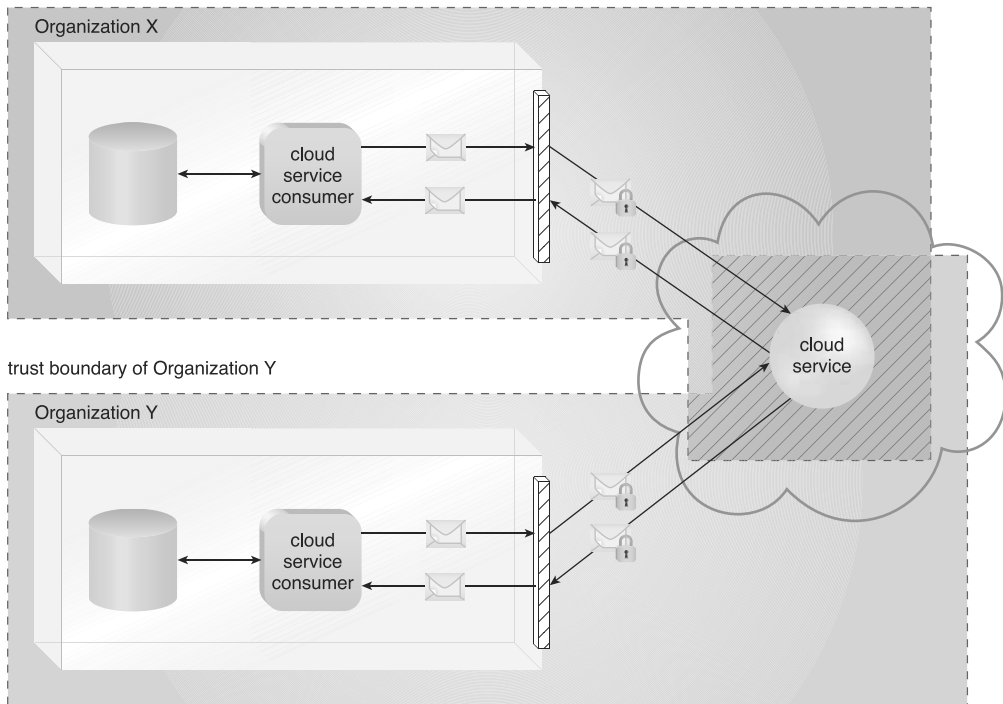 Organization X
cloud
service
consumer
cloud
service
trust boundary of Organization Y
Organization Y
cloud
service
consumer